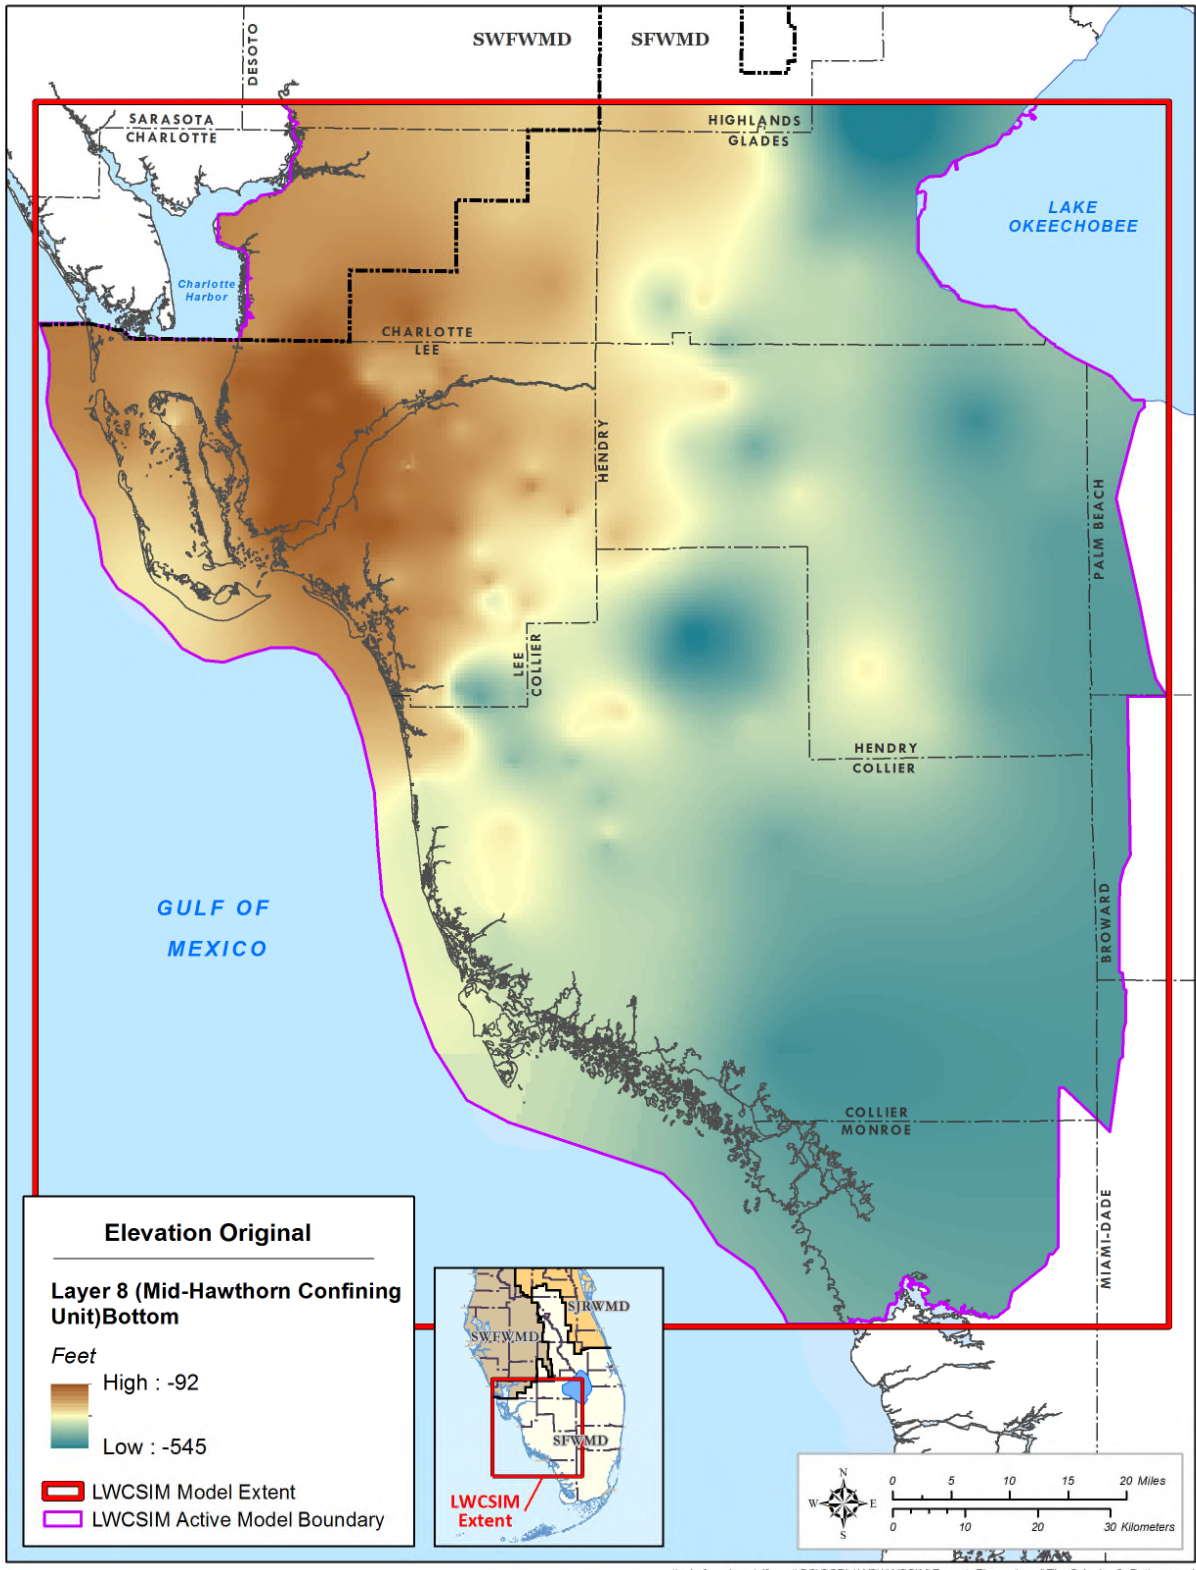 SWFWMD
SFWMD
DESOTO
SARASOTA
CHARLOTTE
HIGHLANDS
GLADES
LAKE
OKEECHOBEE
Charlotte
Harbor
CHARLOTTE
LEE
HENDRY
PALM BEACH
LEE
COLLIER
HENDRY
COLLIER
GULF OF
MEXICO
BROWARD
COLLIER
MONROE
MIAMI-DADE
Elevation Original
Layer 8 (Mid-Hawthorn Confining
Unit)Bottom
Feet
High : -92
Low : -545
LWCSIM Model Extent
LWCSIM Active Model Boundary
SJRWMD
SWFWMD
SFWMD
LWCSIM
Extent
N
W E
S
0 5 10 15 20 Miles
0 10 20 30 Kilometers